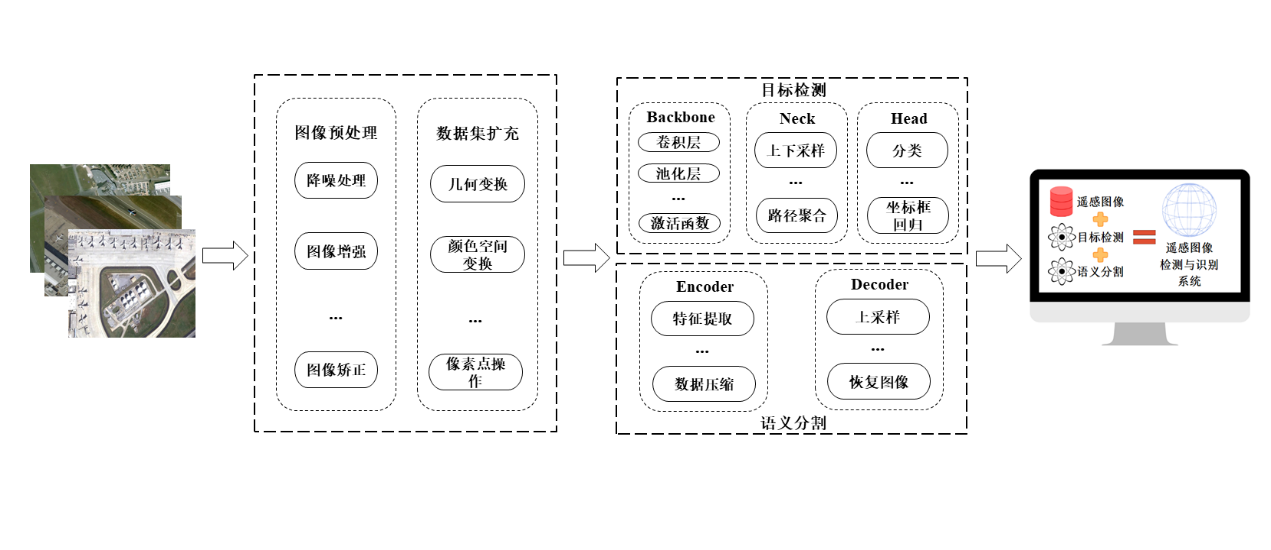 图像预处理
降噪处理
图像增强
...
图像矫正
数据集扩充
几何变换
颜色空间
变换
...
像素点操
作
目标检测
Backbone
卷积层
池化层
...
激活函数
Neck
上下采样
...
路径聚合
Head
分类
...
坐标框
回归
Encoder
特征提取
...
数据压缩
Decoder
上采样
...
恢复图像
语义分割
遥感图像
目标检测
语义分割
遥感图像
检测与识别
系统